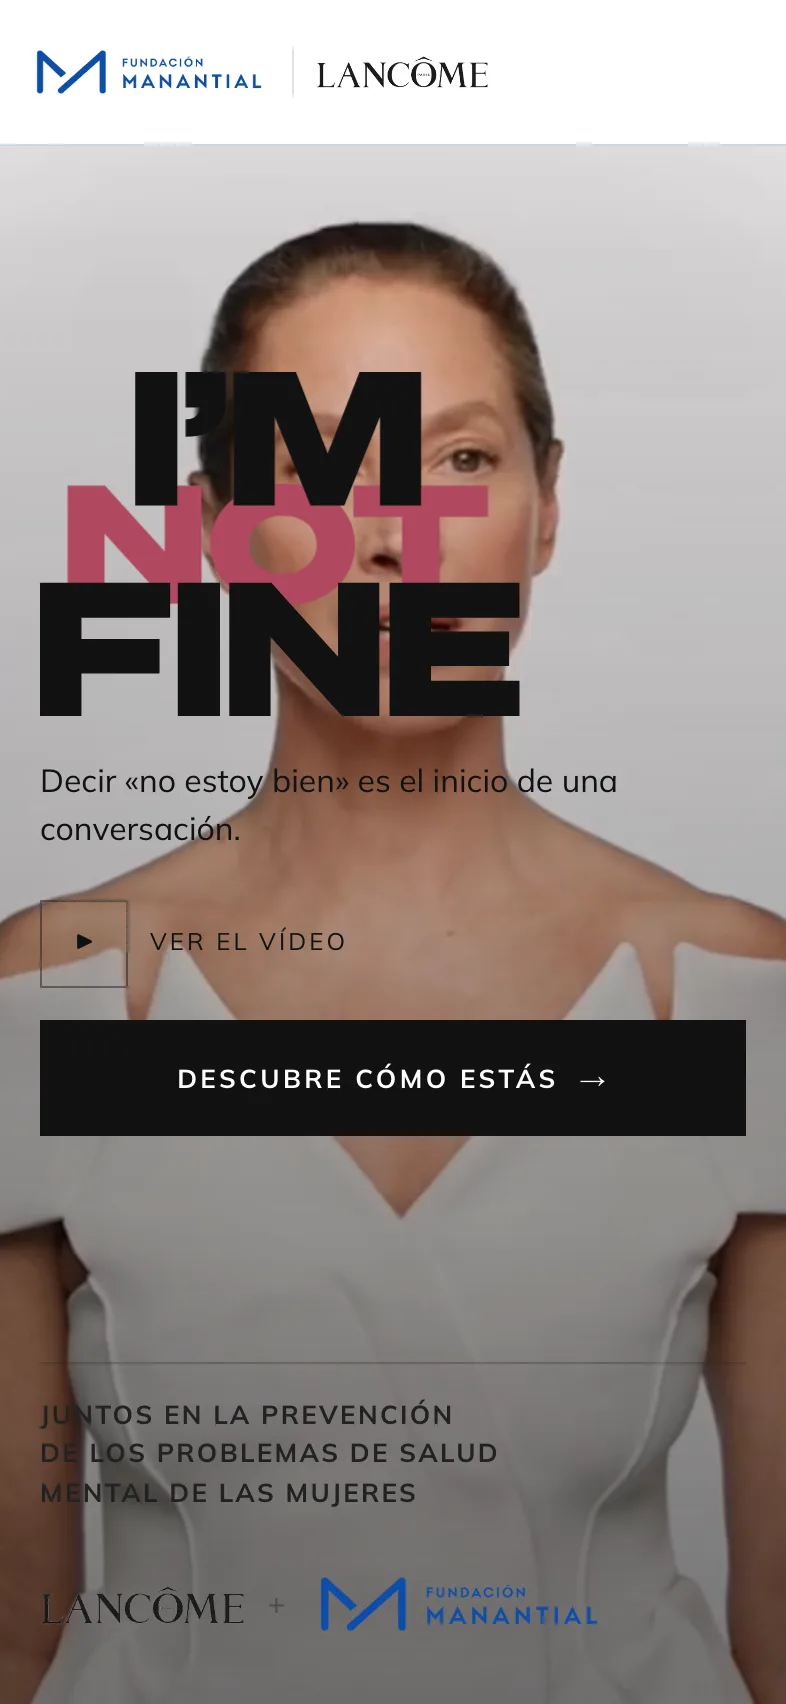 FUNDACIÓN
MANANTIAL
LANCÔME
I'M
NOT
FINE
Decir «no estoy bien» es el inicio de una
conversación.
VER EL VÍDEO
DESCUBRE CÓMO ESTÁS →
JUNTOS EN LA PREVENCIÓN
DE LOS PROBLEMAS DE SALUD
MENTAL DE LAS MUJERES
LANCÔME + FUNDACIÓN
MANANTIAL